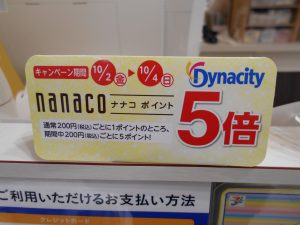 キャンペーン期間 10/2 金 ▶ 10/4 日
Dynacity
nanaco ナナコ ポイント
5倍
通常200円(税込)ごとに1ポイントのところ、
期間中200円(税込)ごとに5ポイント!
ご利用いただけるお支払い方法
クレジットカード